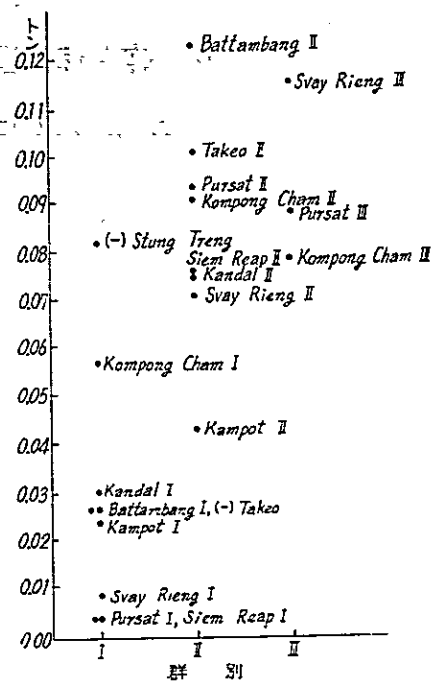 0.12
• Battambang Ⅱ
• Svay Rieng Ⅲ
0.11
0.10
• Takeo Ⅱ
• Pursat Ⅱ
0.09
• Kompong Cham Ⅱ
• Pursat Ⅲ
0.08
• (-) Stung Treng
Siem Reap Ⅱ
• Kompong Cham Ⅲ
• Kandal Ⅱ
0.07
• Svay Rieng Ⅱ
0.06
• Kompong Cham I
0.05
• Kampot Ⅱ
0.04
0.03
• Kandal I
•• Battambang I, (-) Takeo
• Kampot I
0.02
0.01
• Svay Rieng I
•• Pursat I, Siem Reap I
0.00
I Ⅱ Ⅲ
群 別